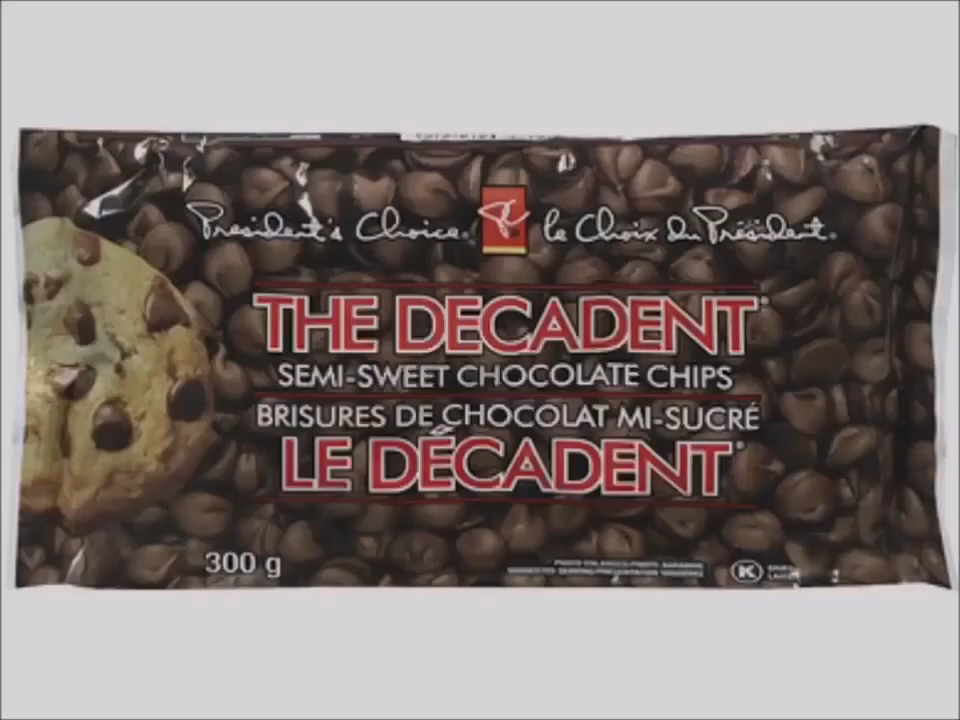 President's Choice® PC le Choix du Président®
THE DECADENT®
SEMI-SWEET CHOCOLATE CHIPS
BRISURES DE CHOCOLAT MI-SUCRÉ
LE DÉCADENT
300 g
K